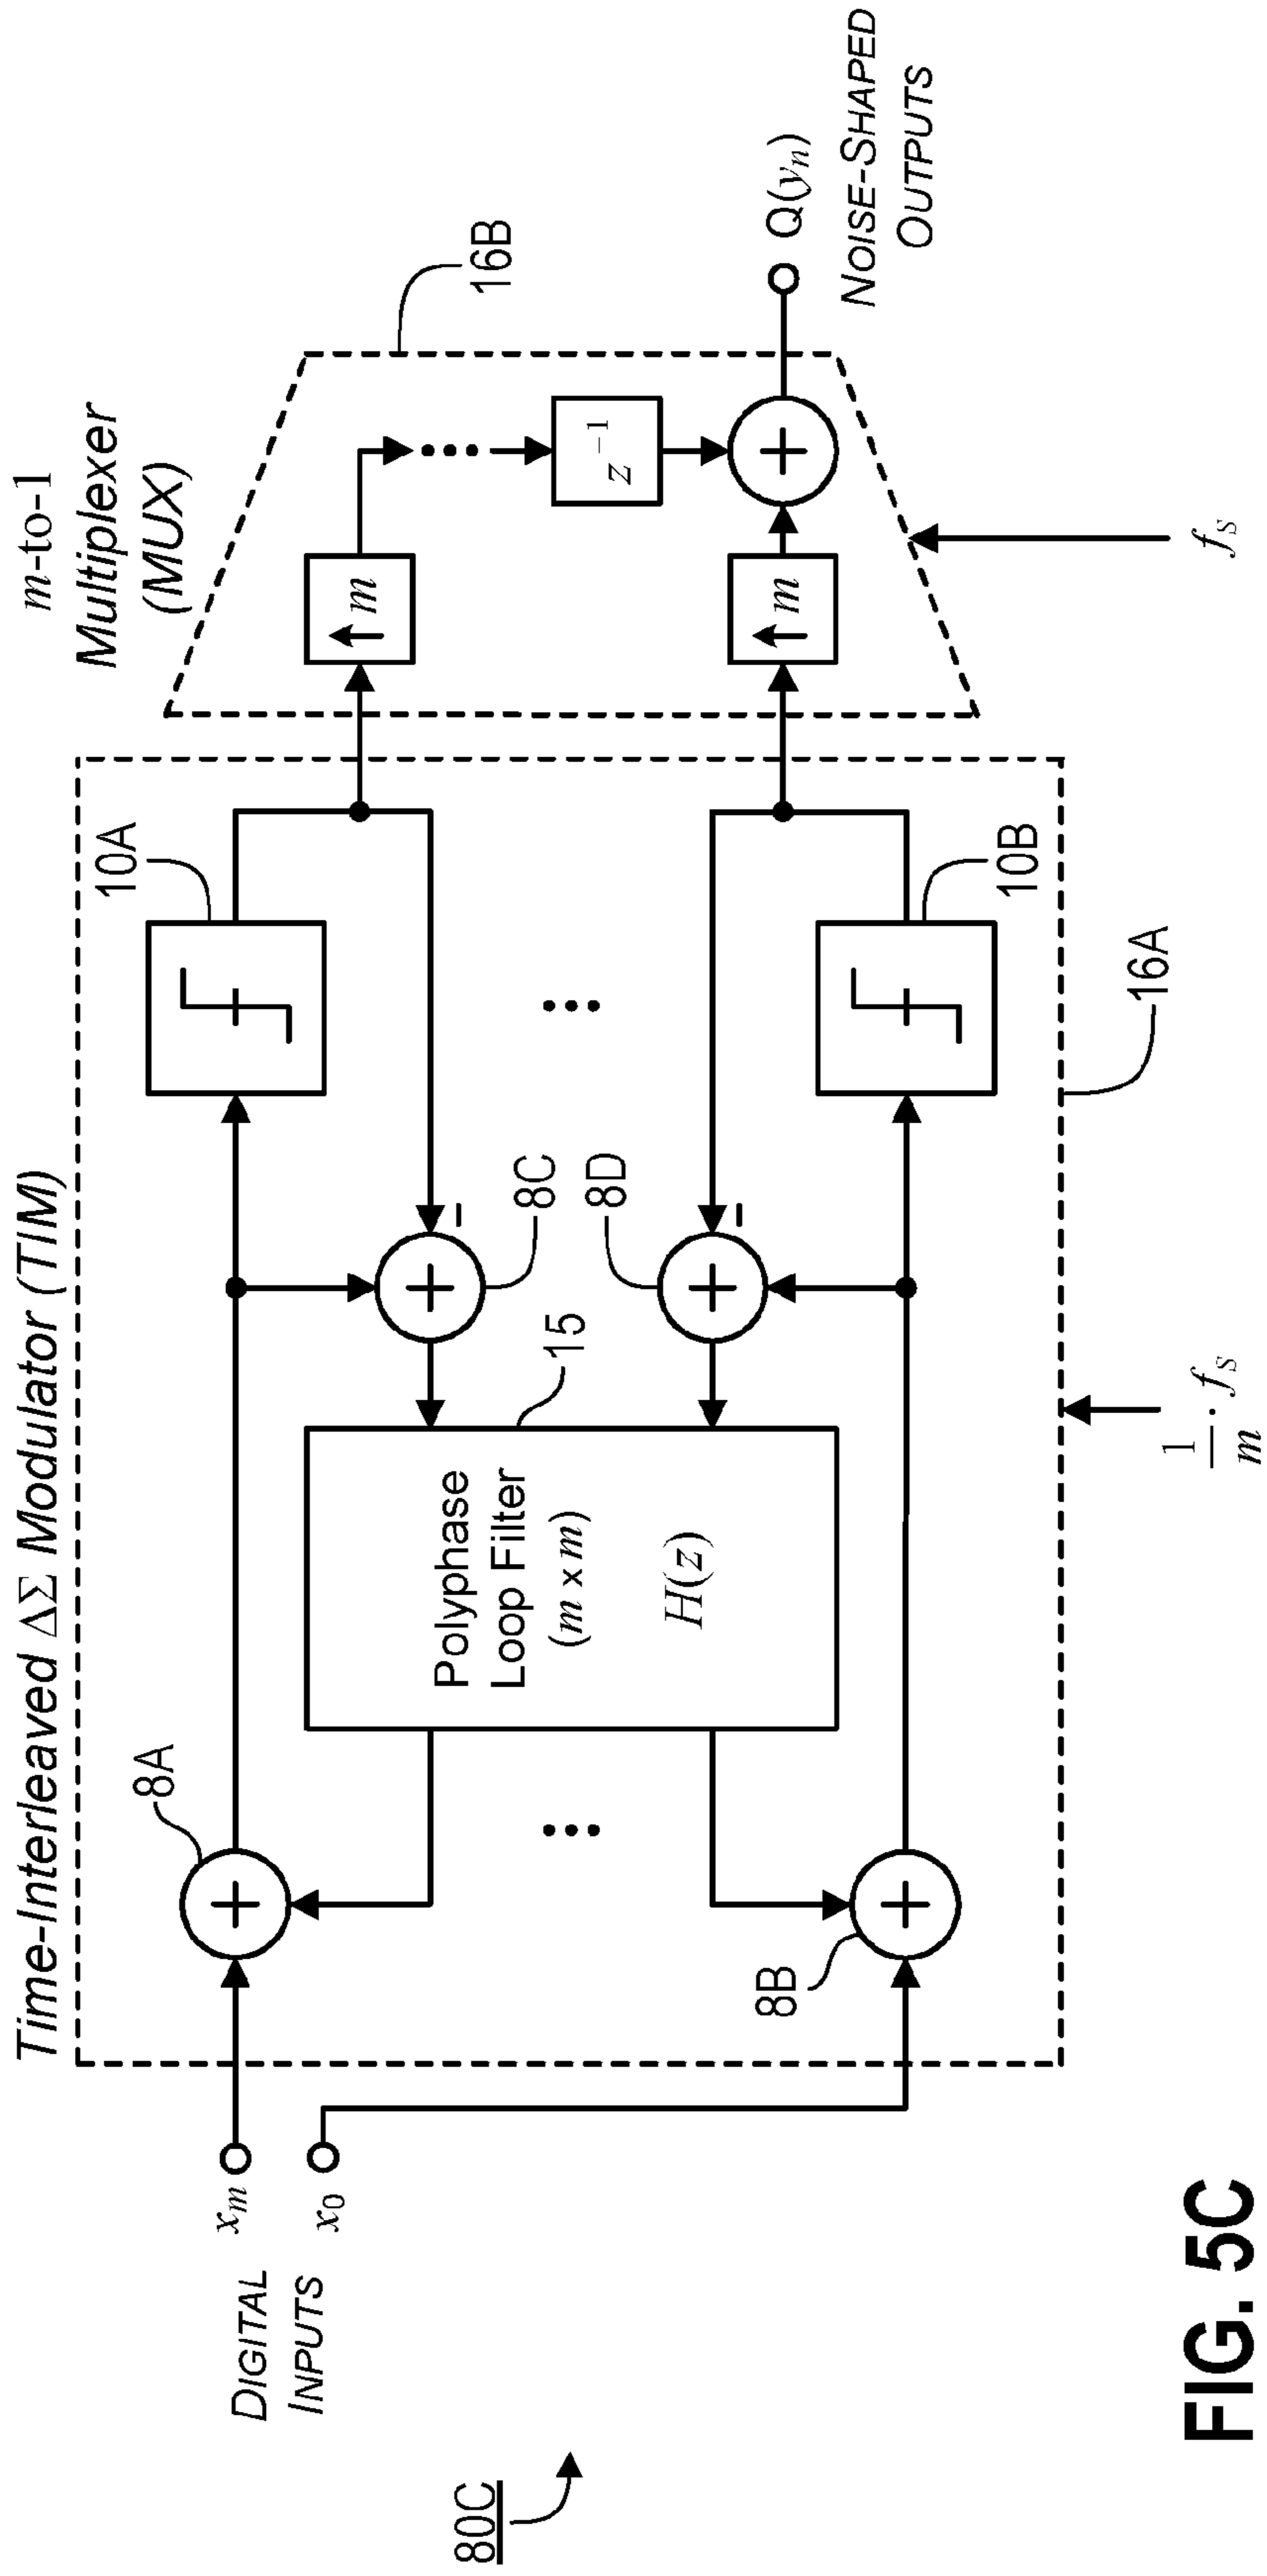 Time-Interleaved ΔΣ Modulator (TIM)
m-to-1
Multiplexer
(MUX)
80C
DIGITAL
INPUTS
xm
x0
8A
8B
Polyphase
Loop Filter
(m x m)
H(z)
15
8C
8D
–
–
10A
10B
16A
1/m · fS
↑ m
↑ m
z⁻¹
16B
fS
Q(yn)
NOISE-SHAPED
OUTPUTS
FIG. 5C